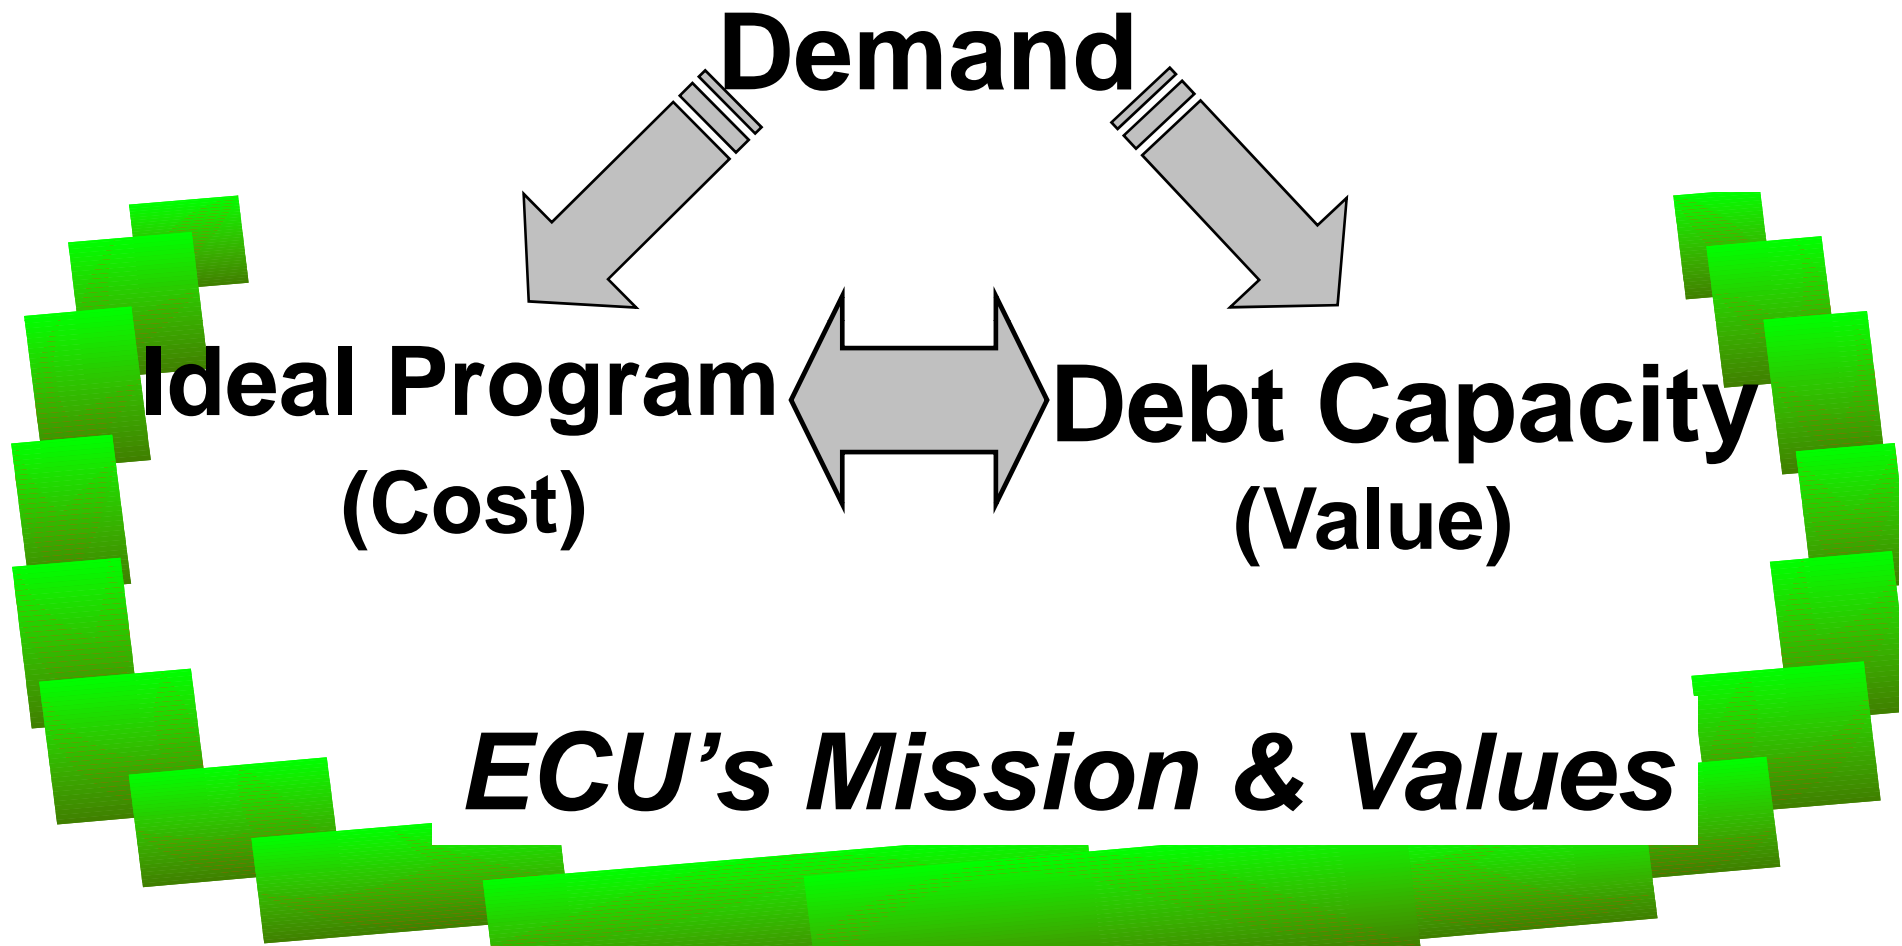 Demand
Ideal Program
(Cost)
Debt Capacity
(Value)
ECU’s Mission & Values